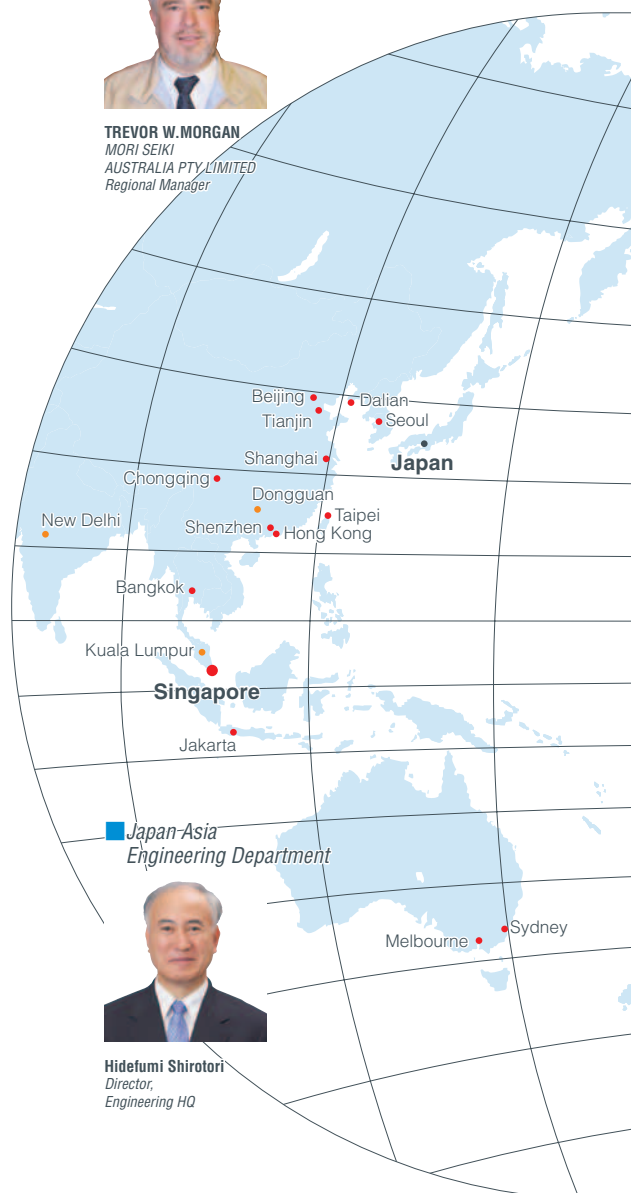 TREVOR W.MORGAN
MORI SEIKI
AUSTRALIA PTY LIMITED
Regional Manager
Beijing
Dalian
Tianjin
Seoul
Shanghai
Japan
Chongqing
Dongguan
New Delhi
Shenzhen
Taipei
Hong Kong
Bangkok
Kuala Lumpur
Singapore
Jakarta
Japan Asia
Engineering Department
Sydney
Melbourne
Hidefumi Shirotori
Director,
Engineering HQ